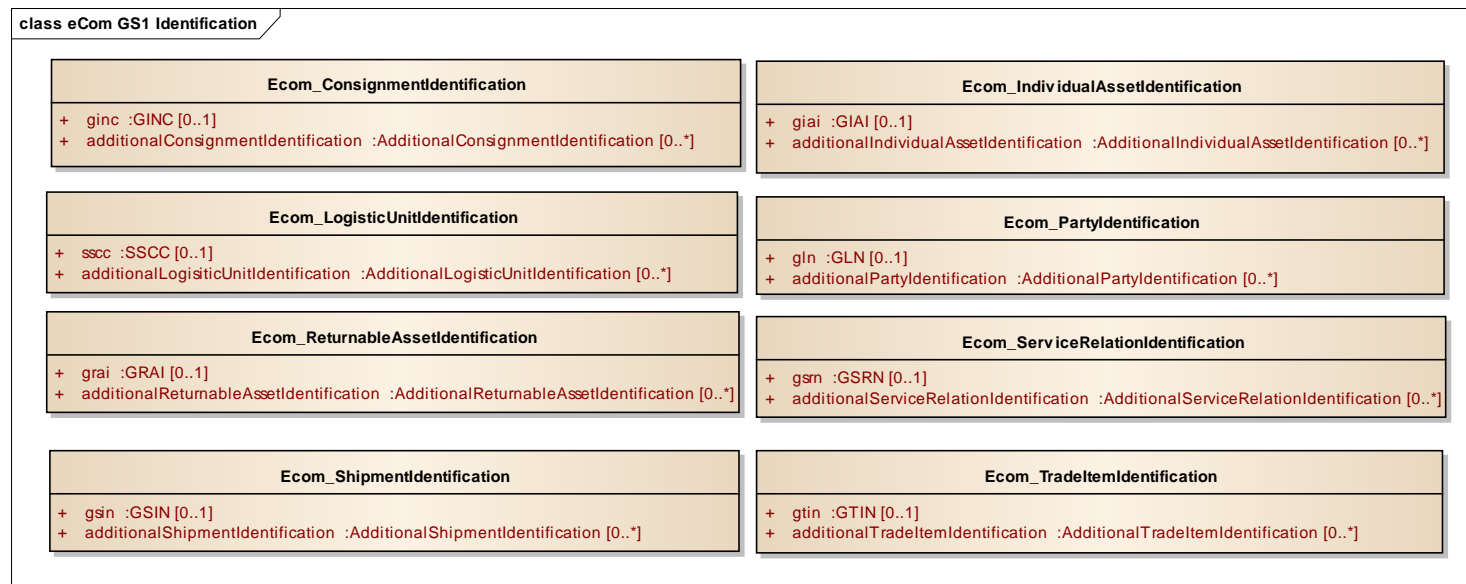 class eCom GS1 Identification
Ecom_ConsignmentIdentification
+ ginc :GINC [0..1]
+ additionalConsignmentIdentification :AdditionalConsignmentIdentification [0..*]
Ecom_IndividualAssetIdentification
+ giai :GIAI [0..1]
+ additionalIndividualAssetIdentification :AdditionalIndividualAssetIdentification [0..*]
Ecom_LogisticUnitIdentification
+ sscc :SSCC [0..1]
+ additionalLogisiticUnitIdentification :AdditionalLogisticUnitIdentification [0..*]
Ecom_PartyIdentification
+ gln :GLN [0..1]
+ additionalPartyIdentification :AdditionalPartyIdentification [0..*]
Ecom_ReturnableAssetIdentification
+ grai :GRAI [0..1]
+ additionalReturnableAssetIdentification :AdditionalReturnableAssetIdentification [0..*]
Ecom_ServiceRelationIdentification
+ gsrn :GSRN [0..1]
+ additionalServiceRelationIdentification :AdditionalServiceRelationIdentification [0..*]
Ecom_ShipmentIdentification
+ gsin :GSIN [0..1]
+ additionalShipmentIdentification :AdditionalShipmentIdentification [0..*]
Ecom_TradeItemIdentification
+ gtin :GTIN [0..1]
+ additionalTradeItemIdentification :AdditionalTradeItemIdentification [0..*]